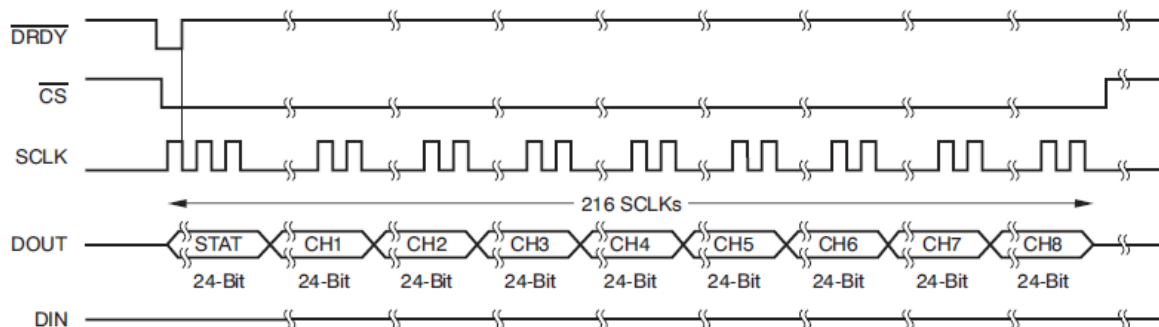 DRDY
CS
SCLK
216 SCLKs
DOUT STAT CH1 CH2 CH3 CH4 CH5 CH6 CH7 CH8
24-Bit 24-Bit 24-Bit 24-Bit 24-Bit 24-Bit 24-Bit 24-Bit 24-Bit
DIN